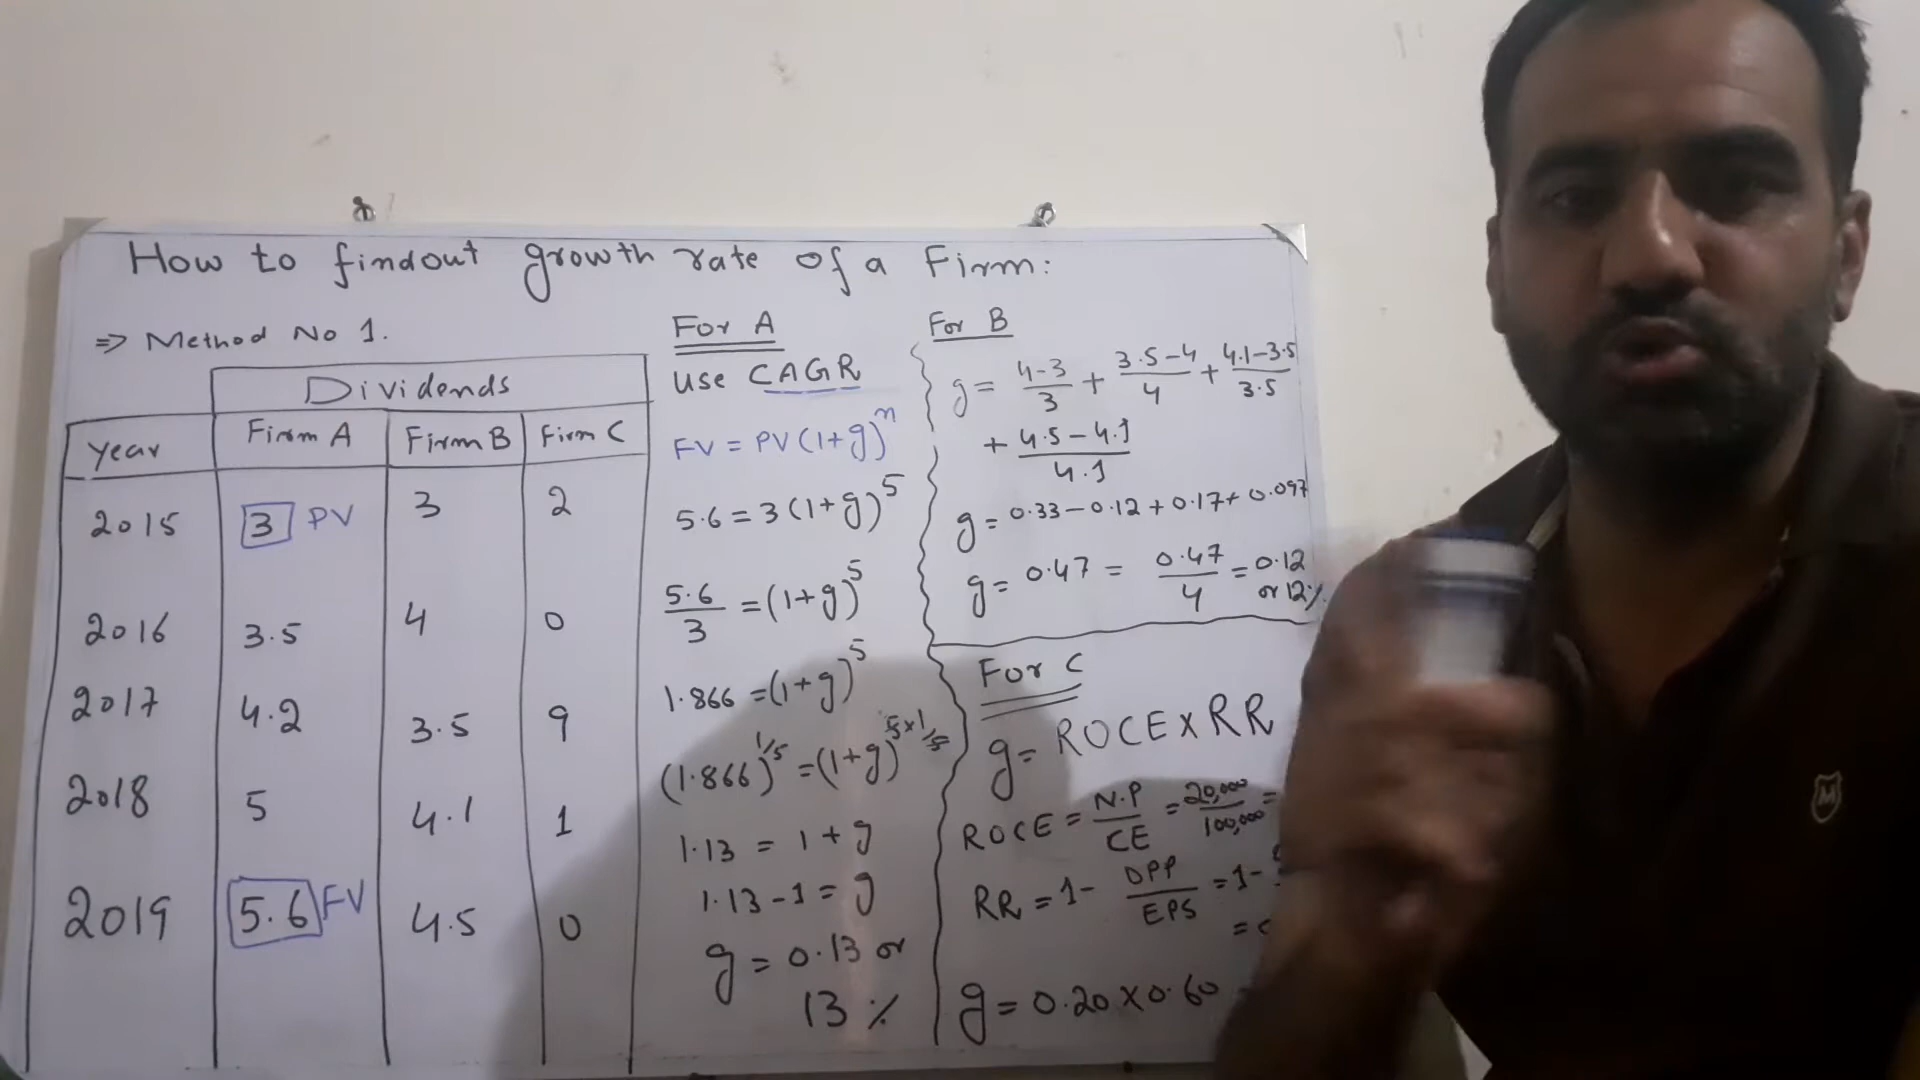 How to findout growth rate of a Firm:
=> Method No 1.
Dividends
Year Firm A Firm B Firm C
2015 3 PV 3 2
2016 3.5 4 0
2017 4.2 3.5 9
2018 5 4.1 1
2019 5.6 FV 4.5 0
For A
Use CAGR
FV = PV(1+g)^n
5.6 = 3(1+g)^5
5.6/3 = (1+g)^5
1.866 = (1+g)^5
(1.866)^1/5 = (1+g)^5×1/5
1.13 = 1+g
1.13-1 = g
g = 0.13 or
13 %
For B
g = 4-3/3 + 3.5-4/4 + 4.1-3.5/3.5
+ 4.5-4.1/4.1
g = 0.33-0.12+0.17+0.097
g = 0.47 = 0.47/4 = 0.12
or 12%
For C
g = ROCE × RR
ROCE = N.P/CE = 20,000/100,000 =
RR = 1- DPP/EPS = 1-
=
g = 0.20 × 0.60 =
M